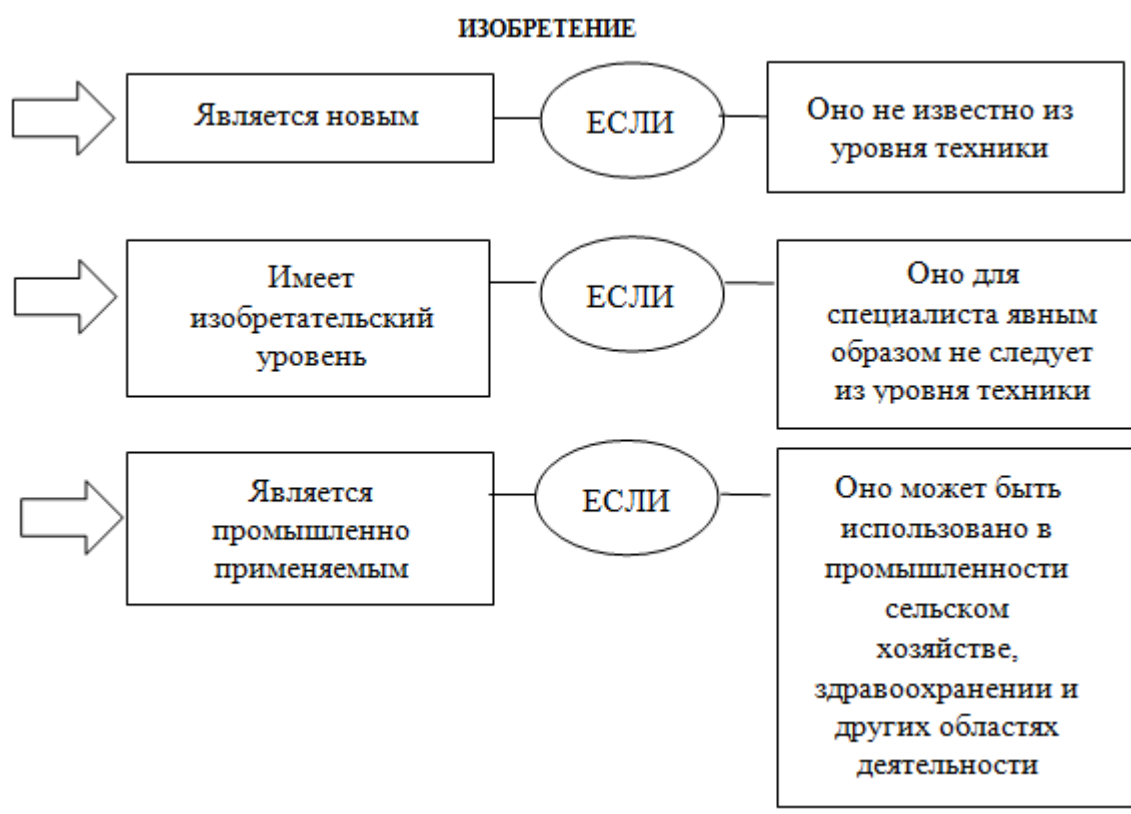 ИЗОБРЕТЕНИЕ
Является новым
ЕСЛИ
Оно не известно из
уровня техники
Имеет
изобретательский
уровень
ЕСЛИ
Оно для
специалиста явным
образом не следует
из уровня техники
Является
промышленно
применяемым
ЕСЛИ
Оно может быть
использовано в
промышленности
сельском
хозяйстве,
здравоохранении и
других областях
деятельности